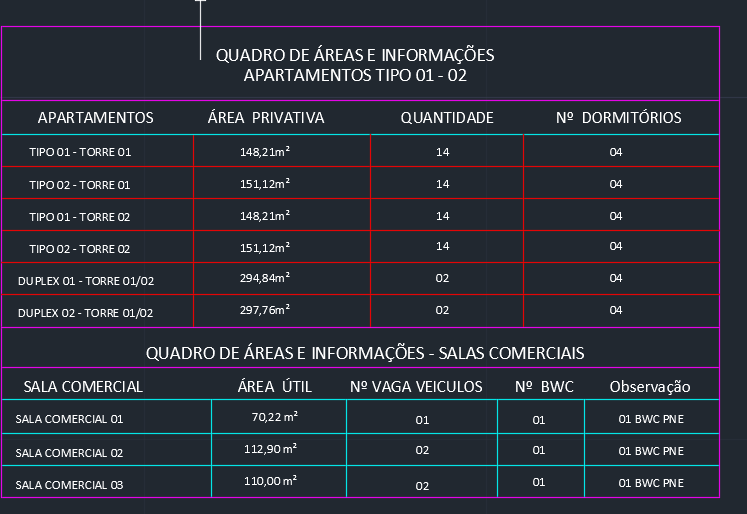 QUADRO DE ÁREAS E INFORMAÇÕES
APARTAMENTOS TIPO 01 - 02
APARTAMENTOS ÁREA PRIVATIVA QUANTIDADE Nº DORMITÓRIOS
TIPO 01 - TORRE 01 148,21m² 14 04
TIPO 02 - TORRE 01 151,12m² 14 04
TIPO 01 - TORRE 02 148,21m² 14 04
TIPO 02 - TORRE 02 151,12m² 14 04
DUPLEX 01 - TORRE 01/02 294,84m² 02 04
DUPLEX 02 - TORRE 01/02 297,76m² 02 04
QUADRO DE ÁREAS E INFORMAÇÕES - SALAS COMERCIAIS
SALA COMERCIAL ÁREA ÚTIL Nº VAGA VEICULOS Nº BWC Observação
SALA COMERCIAL 01 70,22 m² 01 01 01 BWC PNE
SALA COMERCIAL 02 112,90 m² 02 01 01 BWC PNE
SALA COMERCIAL 03 110,00 m² 02 01 01 BWC PNE